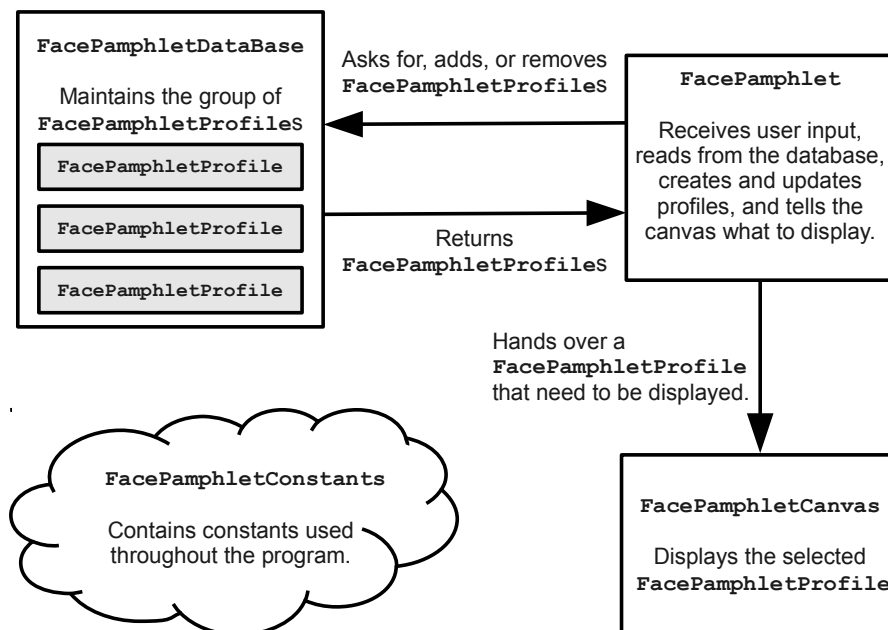 FacePamphletDataBase
Maintains the group of
FacePamphletProfiles
FacePamphletProfile
FacePamphletProfile
FacePamphletProfile
Asks for, adds, or removes
FacePamphletProfiles
Returns
FacePamphletProfiles
FacePamphlet
Receives user input,
reads from the database,
creates and updates
profiles, and tells the
canvas what to display.
Hands over a
FacePamphletProfile
that need to be displayed.
FacePamphletConstants
Contains constants used
throughout the program.
FacePamphletCanvas
Displays the selected
FacePamphletProfile